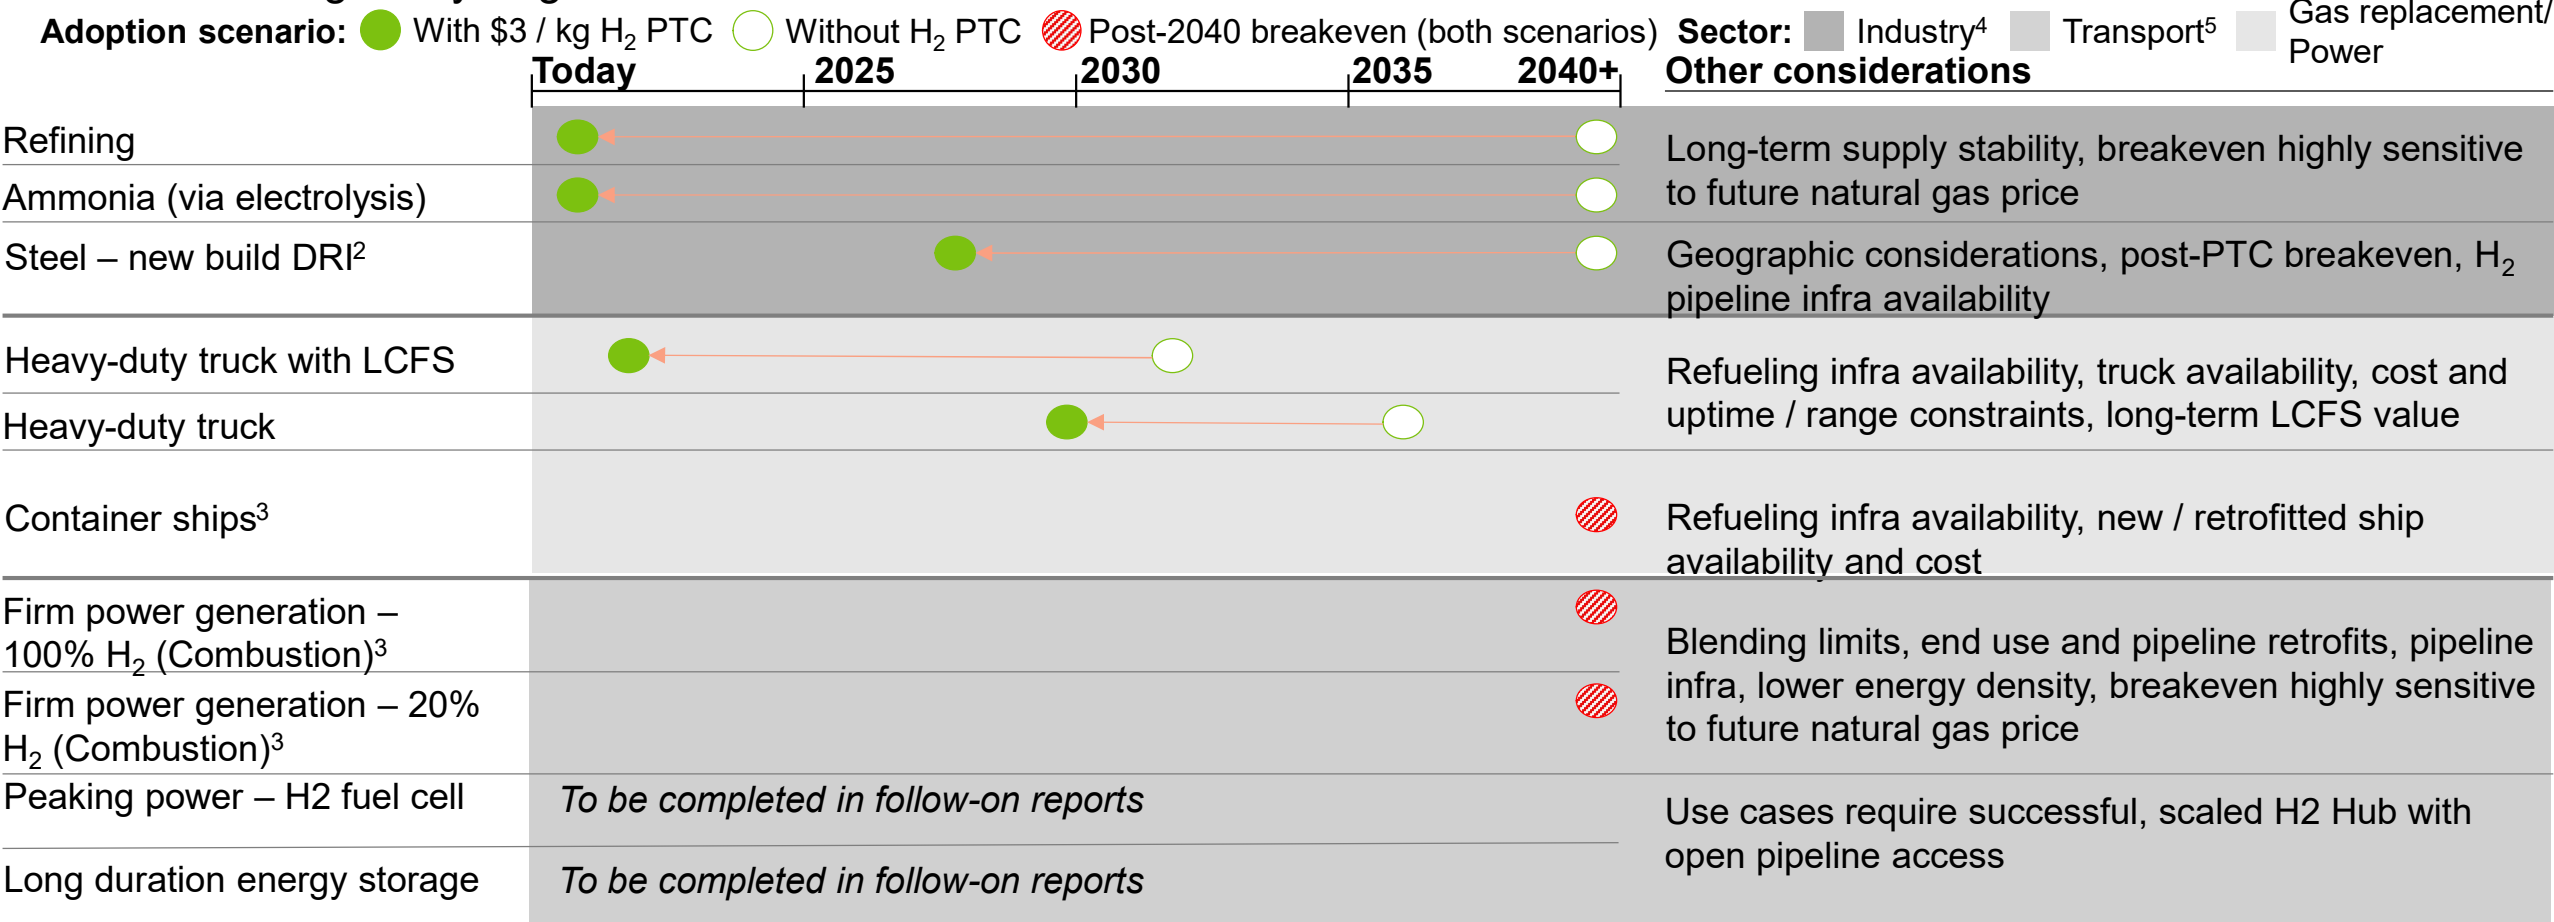 Adoption scenario: With $3 / kg H2 PTC Without H2 PTC Post-2040 breakeven (both scenarios) Sector: Industry4 Transport5 Gas replacement/
Power
Today 2025 2030 2035 2040+ Other considerations
Refining
Ammonia (via electrolysis)
Long-term supply stability, breakeven highly sensitive
to future natural gas price
Steel – new build DRI2
Geographic considerations, post-PTC breakeven, H2
pipeline infra availability
Heavy-duty truck with LCFS
Heavy-duty truck
Refueling infra availability, truck availability, cost and
uptime / range constraints, long-term LCFS value
Container ships3
Refueling infra availability, new / retrofitted ship
availability and cost
Firm power generation –
100% H2 (Combustion)3
Firm power generation – 20%
H2 (Combustion)3
Blending limits, end use and pipeline retrofits, pipeline
infra, lower energy density, breakeven highly sensitive
to future natural gas price
Peaking power – H2 fuel cell
To be completed in follow-on reports
Long duration energy storage
To be completed in follow-on reports
Use cases require successful, scaled H2 Hub with
open pipeline access